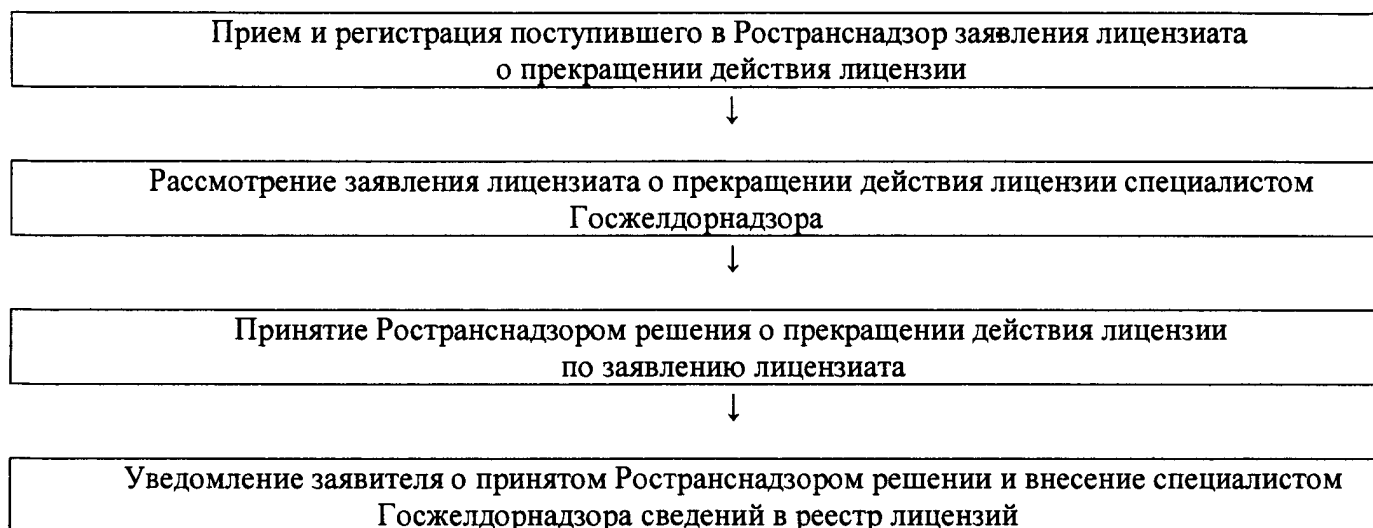 Прием и регистрация поступившего в Ространснадзор заявления лицензиата
о прекращении действия лицензии
↓
Рассмотрение заявления лицензиата о прекращении действия лицензии специалистом
Госжелдорнадзора
↓
Принятие Ространснадзором решения о прекращении действия лицензии
по заявлению лицензиата
↓
Уведомление заявителя о принятом Ространснадзором решении и внесение специалистом
Госжелдорнадзора сведений в реестр лицензий